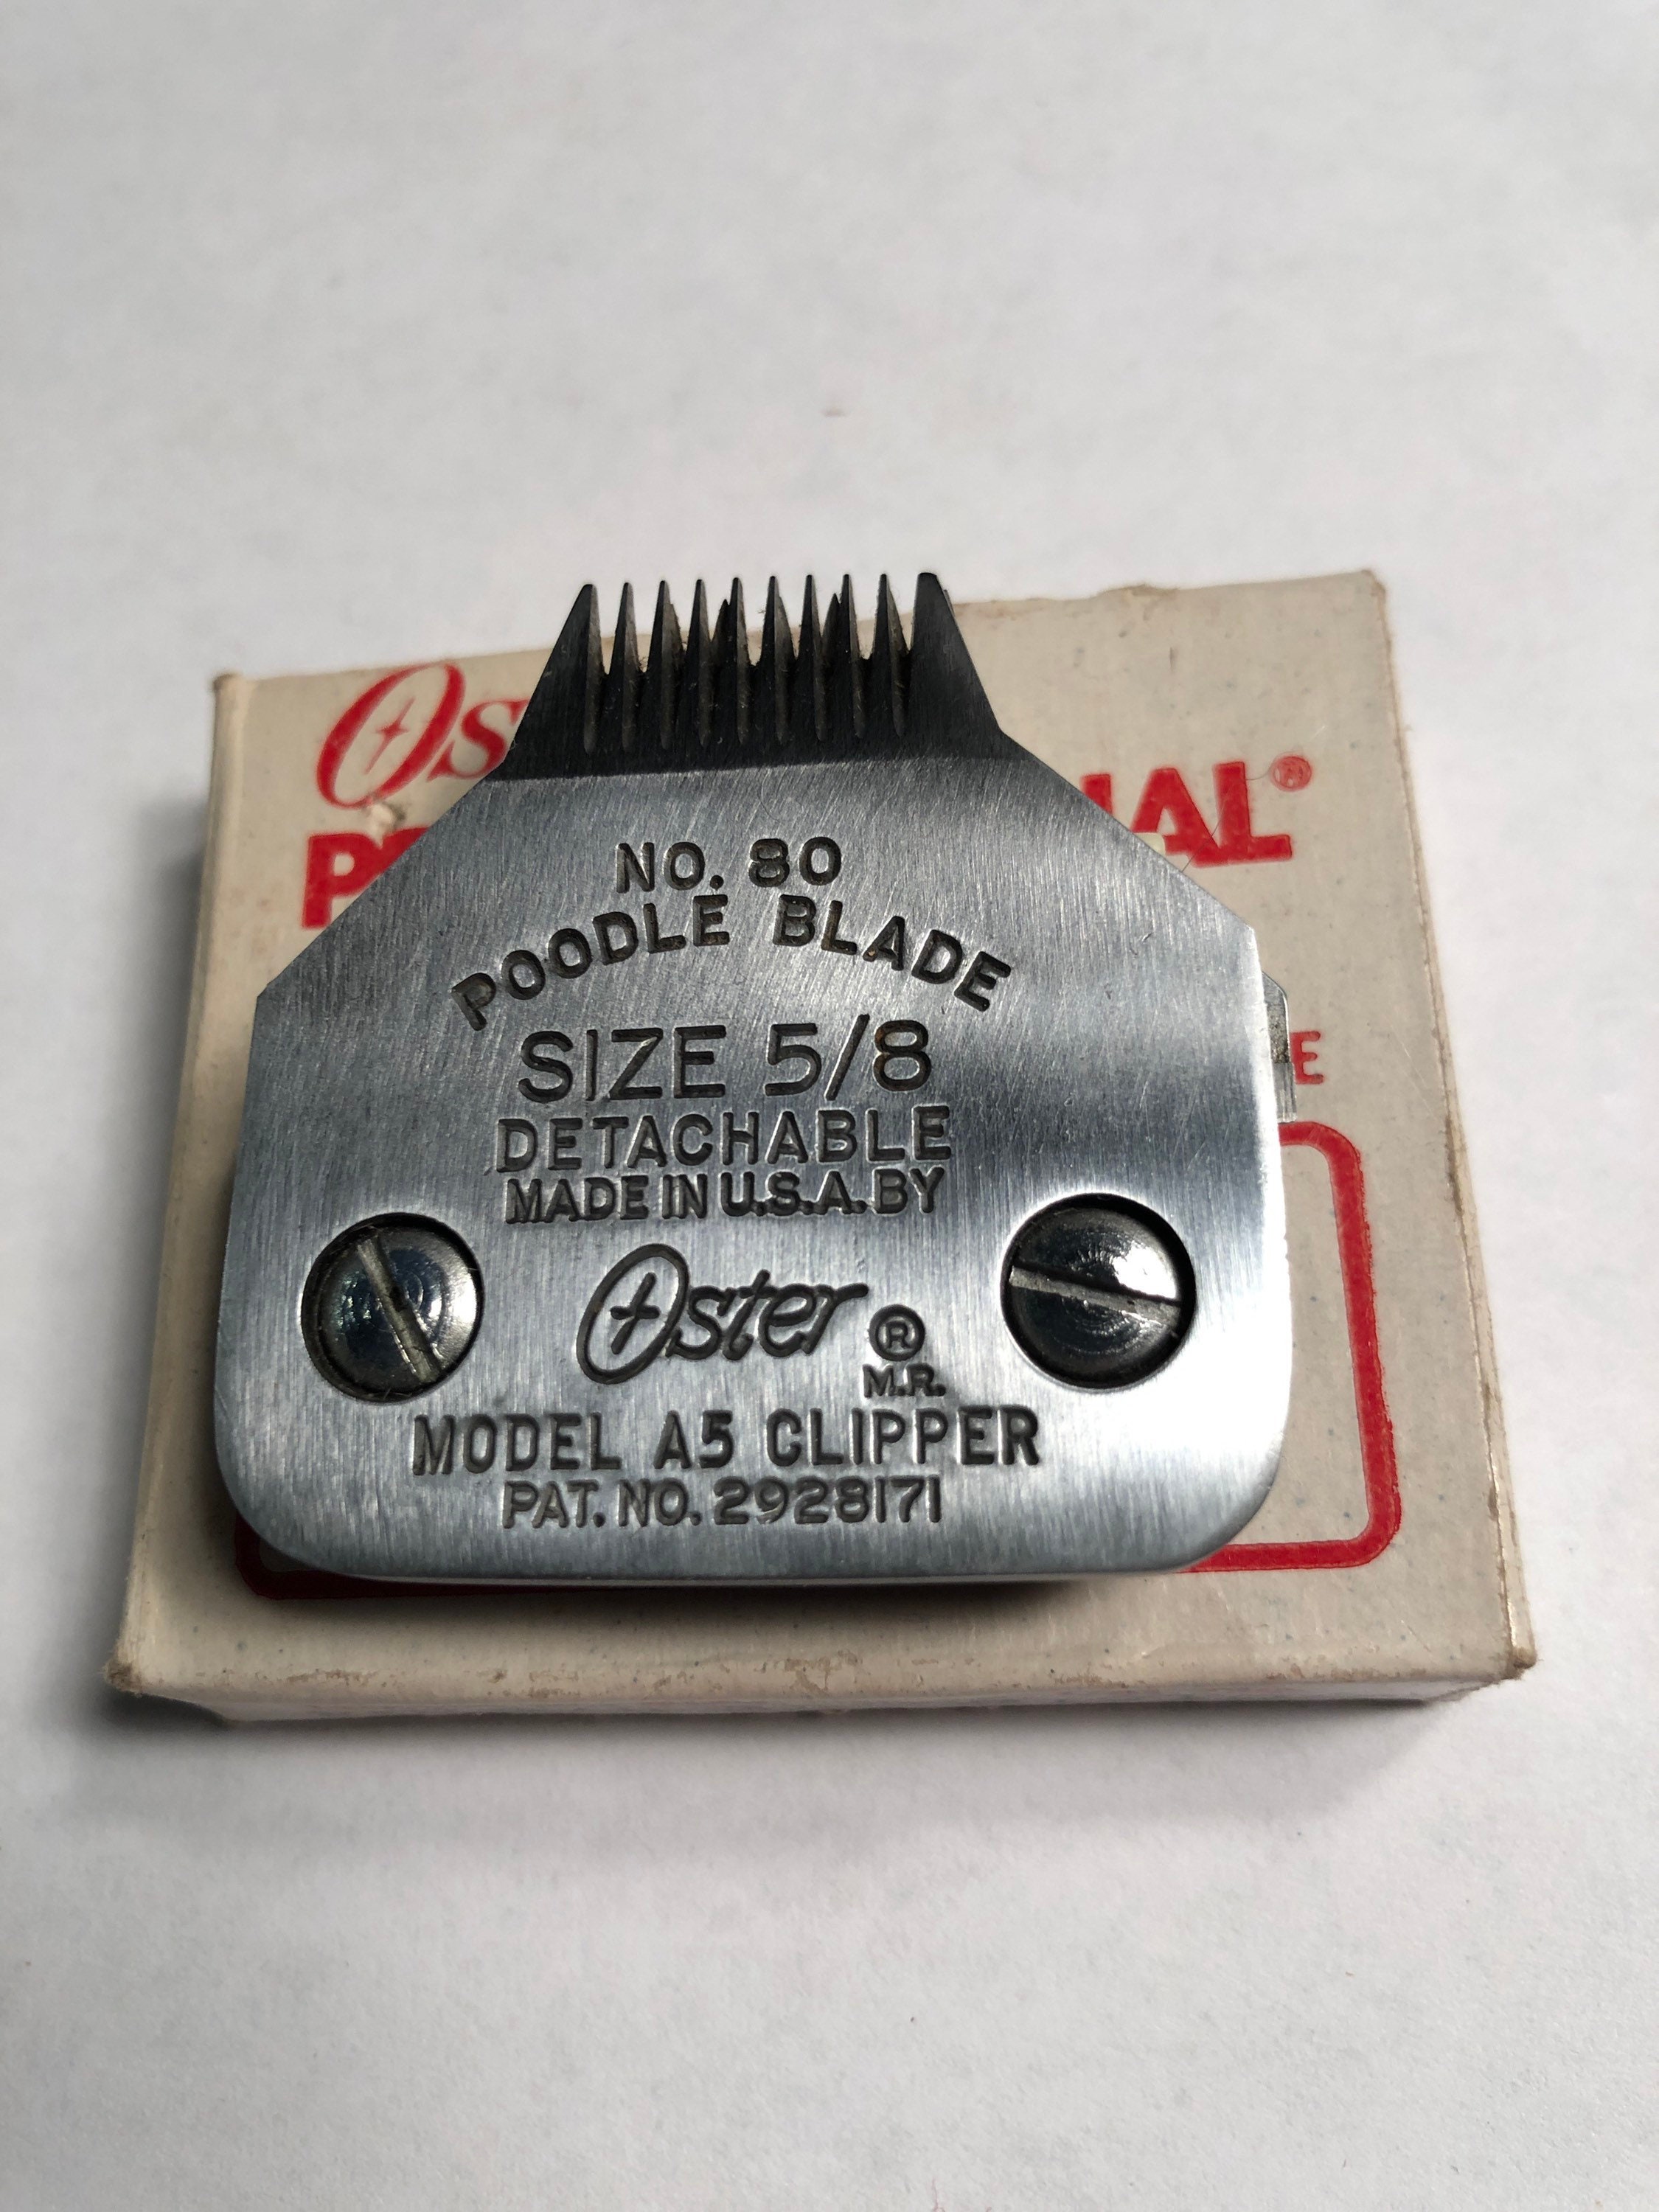 NO. 80
POODLE BLADE
SIZE 5/8
DETACHABLE
MADE IN U.S.A. BY
Oster ®
M.R.
MODEL A5 CLIPPER
PAT. NO. 2928171